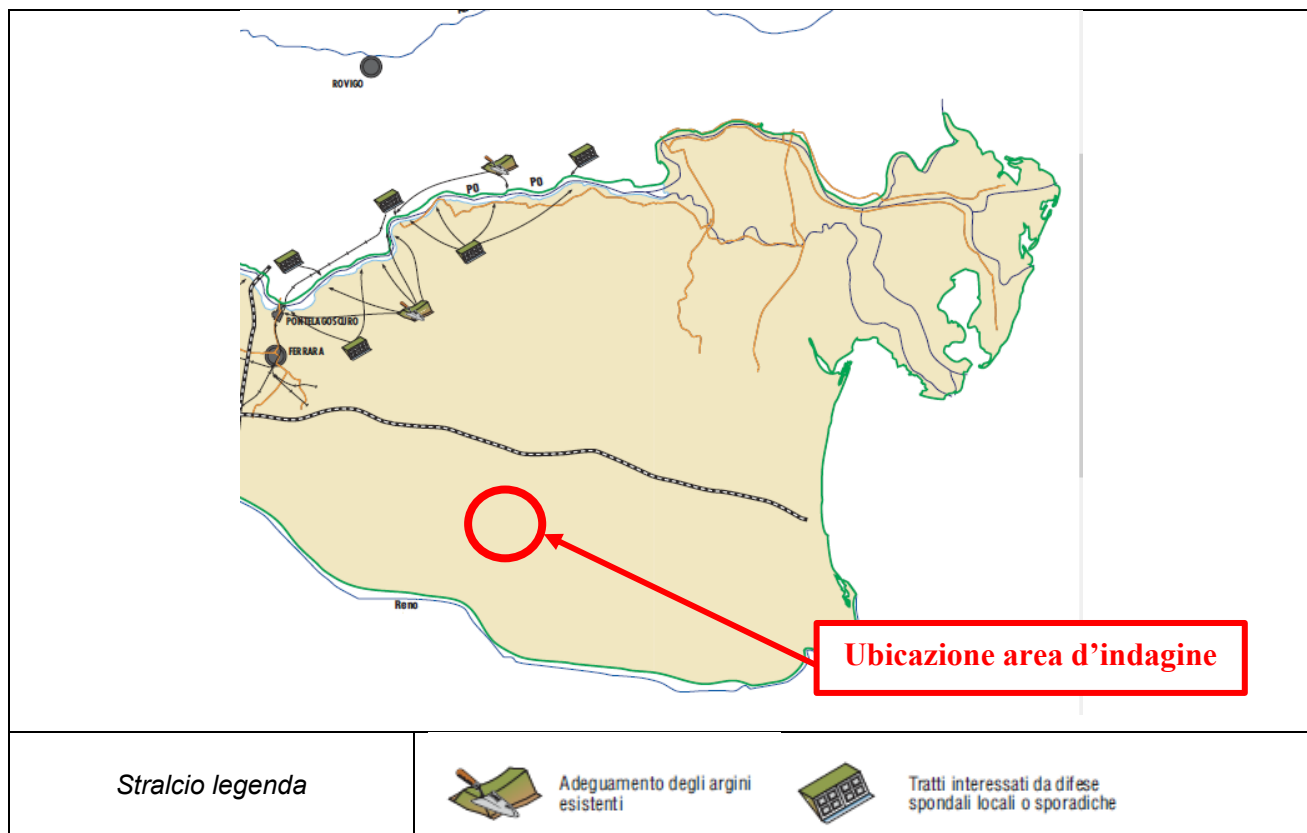 ROVIGO
PO
PO
PONTELAGOSCURO
FERRARA
Reno
Ubicazione area d’indagine
Stralcio legenda
Adeguamento degli argini
esistenti
Tratti interessati da difese
spondali locali o sporadiche